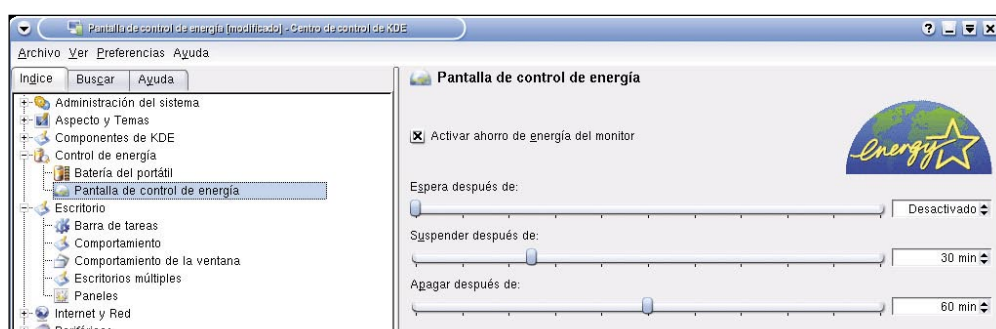 Pantalla de control de energía [modificado] - Centro de control de KDE
Archivo Ver Preferencias Ayuda
Indice Buscar Ayuda
Administración del sistema
Aspecto y Temas
Componentes de KDE
Control de energía
Batería del portátil
Pantalla de control de energía
Escritorio
Barra de tareas
Comportamiento
Comportamiento de la ventana
Escritorios múltiples
Paneles
Internet y Red
Pantalla de control de energía
Activar ahorro de energía del monitor
energy
Espera después de:
Desactivado
Suspender después de:
30 min
Apagar después de:
60 min